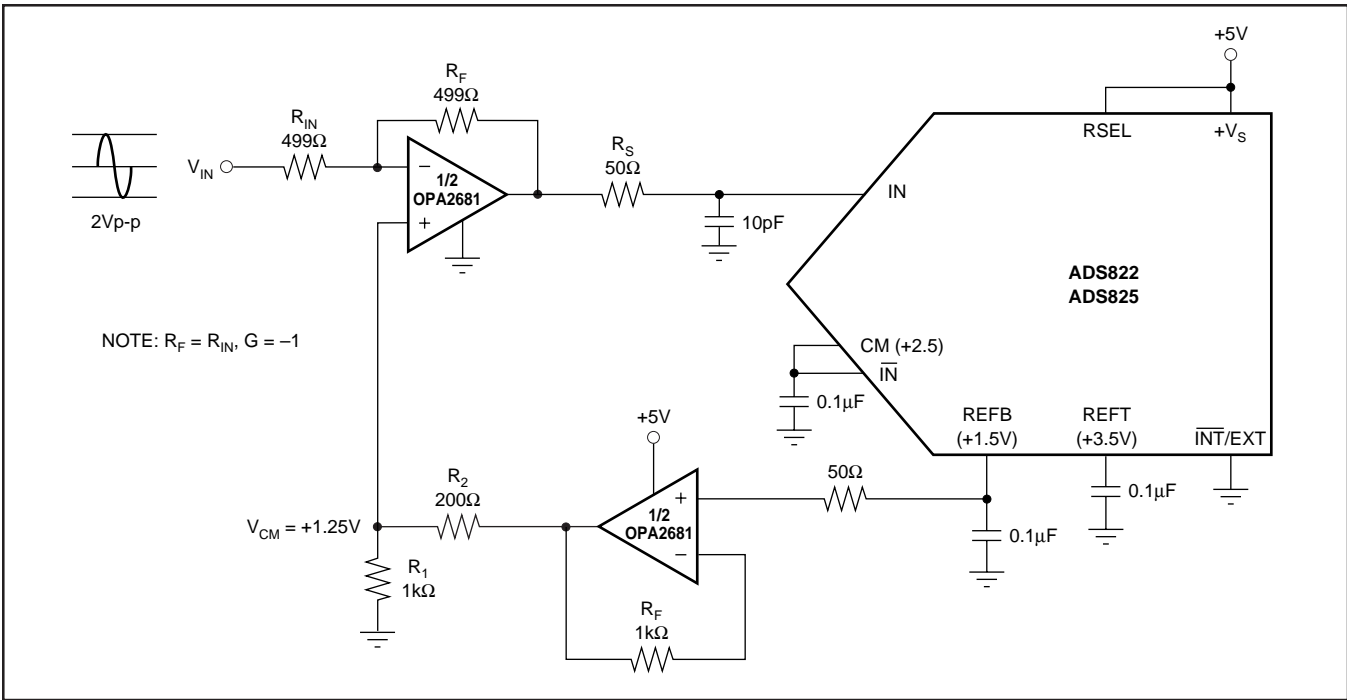 +5V
R_F
499Ω
R_IN
499Ω
V_IN
2Vp-p
–
1/2
OPA2681
+
R_S
50Ω
10pF
IN
RSEL
+V_S
ADS822
ADS825
NOTE: R_F = R_IN, G = –1
CM (+2.5)
I̅N̅
0.1µF
REFB
(+1.5V)
REFT
(+3.5V)
I̅N̅T̅/EXT
+5V
50Ω
0.1µF
0.1µF
R_2
200Ω
+
1/2
OPA2681
–
V_CM = +1.25V
R_1
1kΩ
R_F
1kΩ